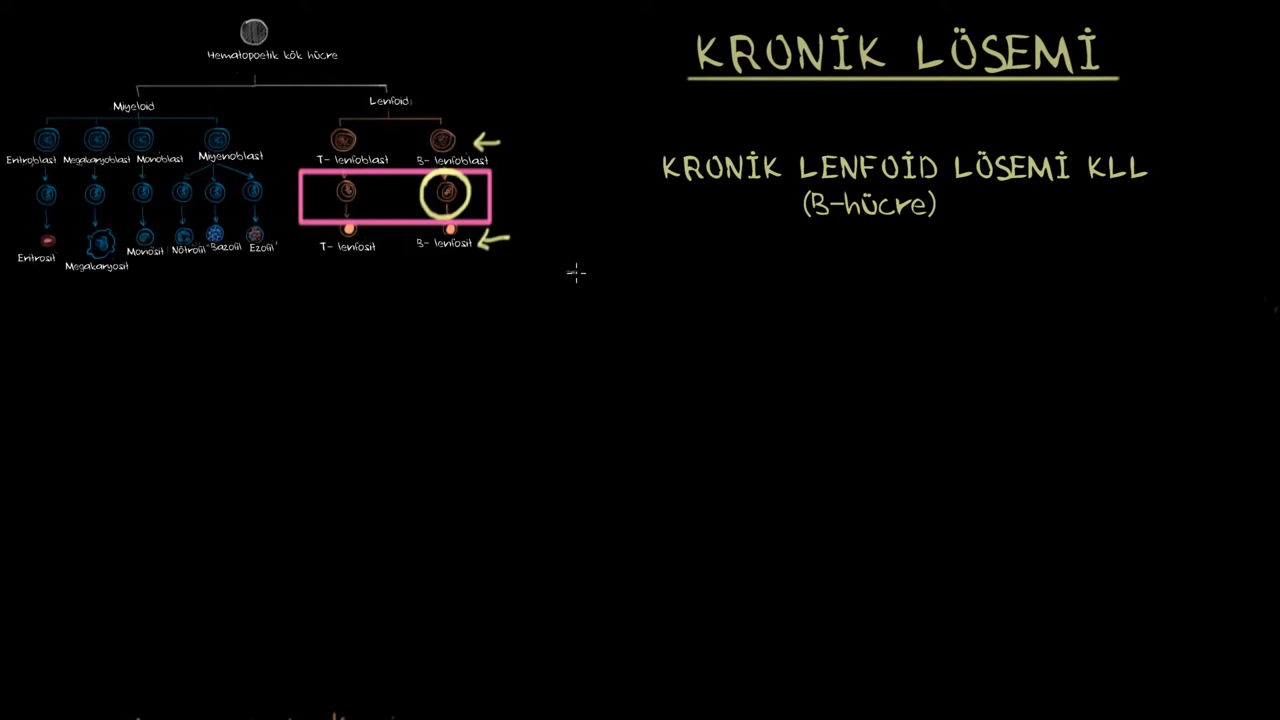 Hematopoetik kök hücre
Miyeloid
Lenfoid
Eritroblast
Megakaryoblast
Monoblast
Miyenoblast
T- lenfoblast
B- lenfoblast
Eritrosit
Megakaryosit
Monosit
Nötrofil
Bazofil
Ezofil
T- lenfosit
B- lenfosit
KRONİK LÖSEMİ
KRONİK LENFOİD LÖSEMİ KLL
(B-hücre)